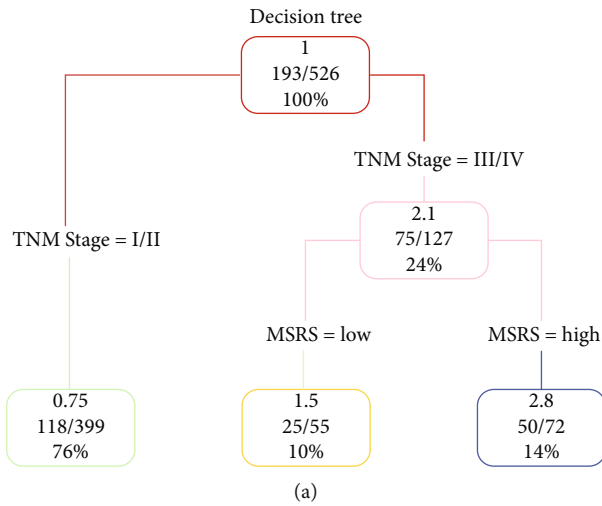 Decision tree
1
193/526
100%
TNM Stage = III/IV
2.1
75/127
24%
TNM Stage = I/II
MSRS = low
MSRS = high
0.75
118/399
76%
1.5
25/55
10%
2.8
50/72
14%
(a)